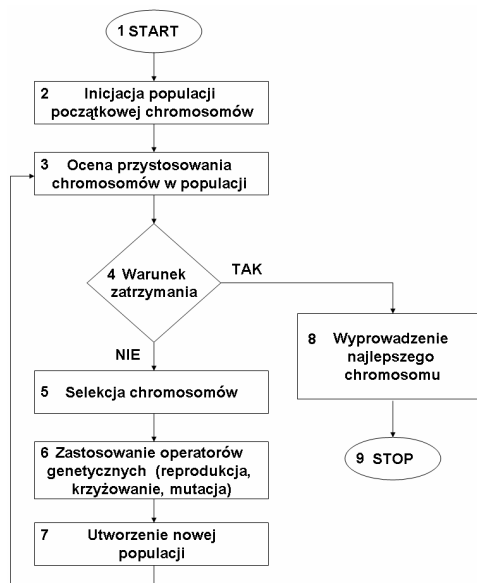 1 START
2 Inicjacja populacji
początkowej chromosomów
3 Ocena przystosowania
chromosomów w populacji
4 Warunek
zatrzymania
TAK
NIE
8 Wyprowadzenie
najlepszego
chromosomu
5 Selekcja chromosomów
9 STOP
6 Zastosowanie operatorów
genetycznych (reprodukcja,
krzyżowanie, mutacja)
7 Utworzenie nowej
populacji